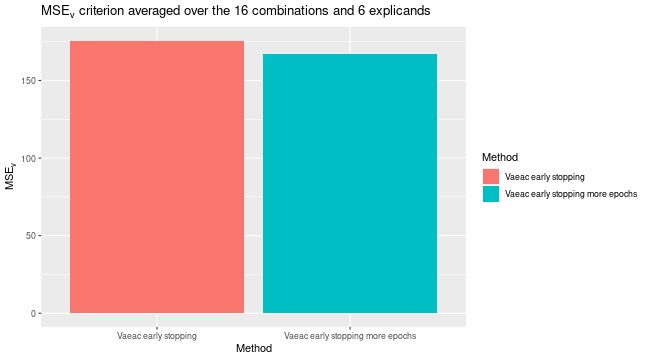 MSEᵥ criterion averaged over the 16 combinations and 6 explicands
MSEᵥ
150
100
50
0
Vaeac early stopping
Vaeac early stopping more epochs
Method
Method
Vaeac early stopping
Vaeac early stopping more epochs